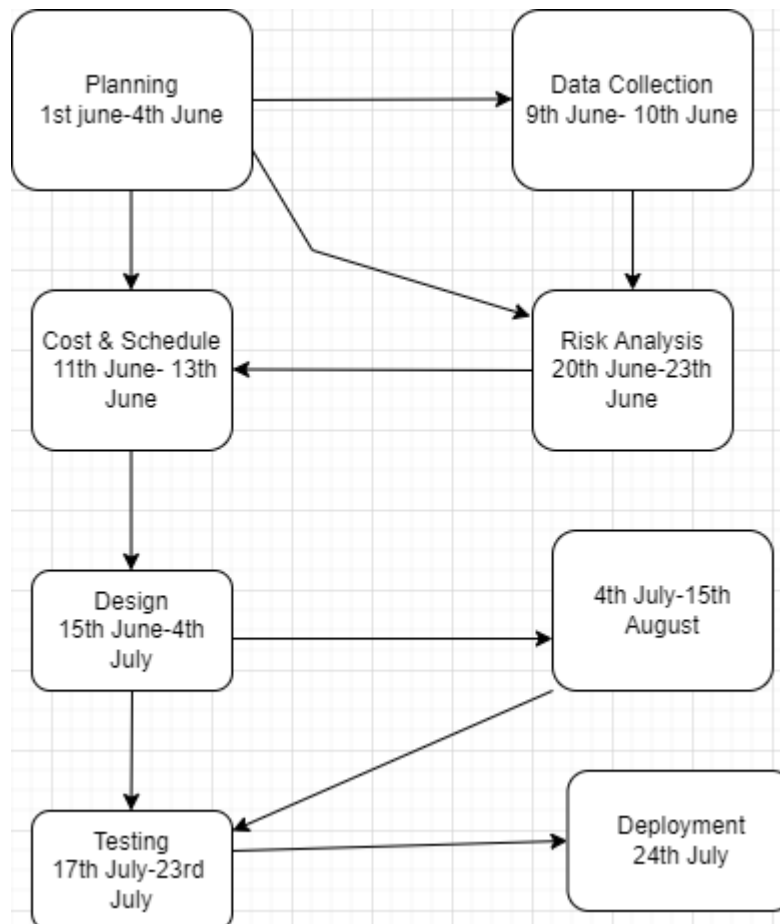 Planning
1st june-4th June
Data Collection
9th June- 10th June
Cost & Schedule
11th June- 13th
June
Risk Analysis
20th June-23th
June
Design
15th June-4th
July
4th July-15th
August
Testing
17th July-23rd
July
Deployment
24th July